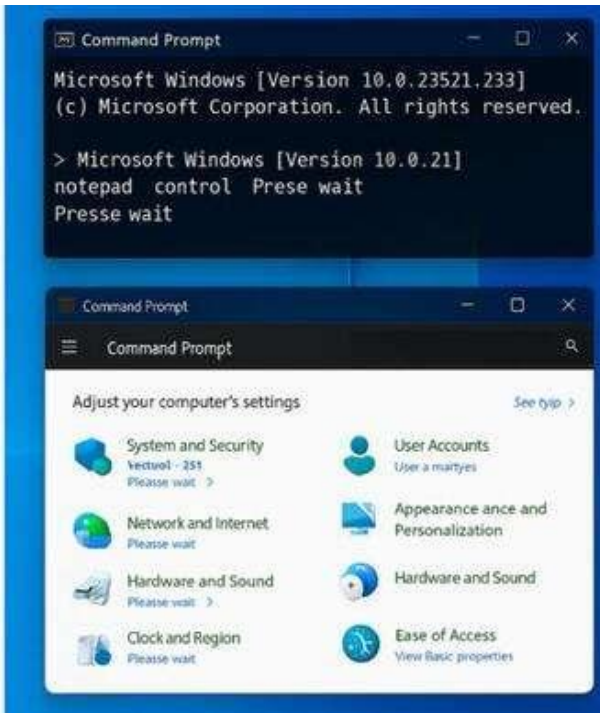 Command Prompt
Microsoft Windows [Version 10.0.23521.233]
(c) Microsoft Corporation. All rights reserved.
> Microsoft Windows [Version 10.0.21]
notepad control Prese wait
Presse wait
Command Prompt
Command Prompt
Adjust your computer's settings
See tyip >
System and Security
Vectuol - 251
Pleasse wait >
Network and Internet
Pleasse wait
Hardware and Sound
Pleasse wait >
Clock and Region
Pleasse wait
User Accounts
User a martyes
Appearance ance and
Personalization
Hardware and Sound
Ease of Access
View Basic properties